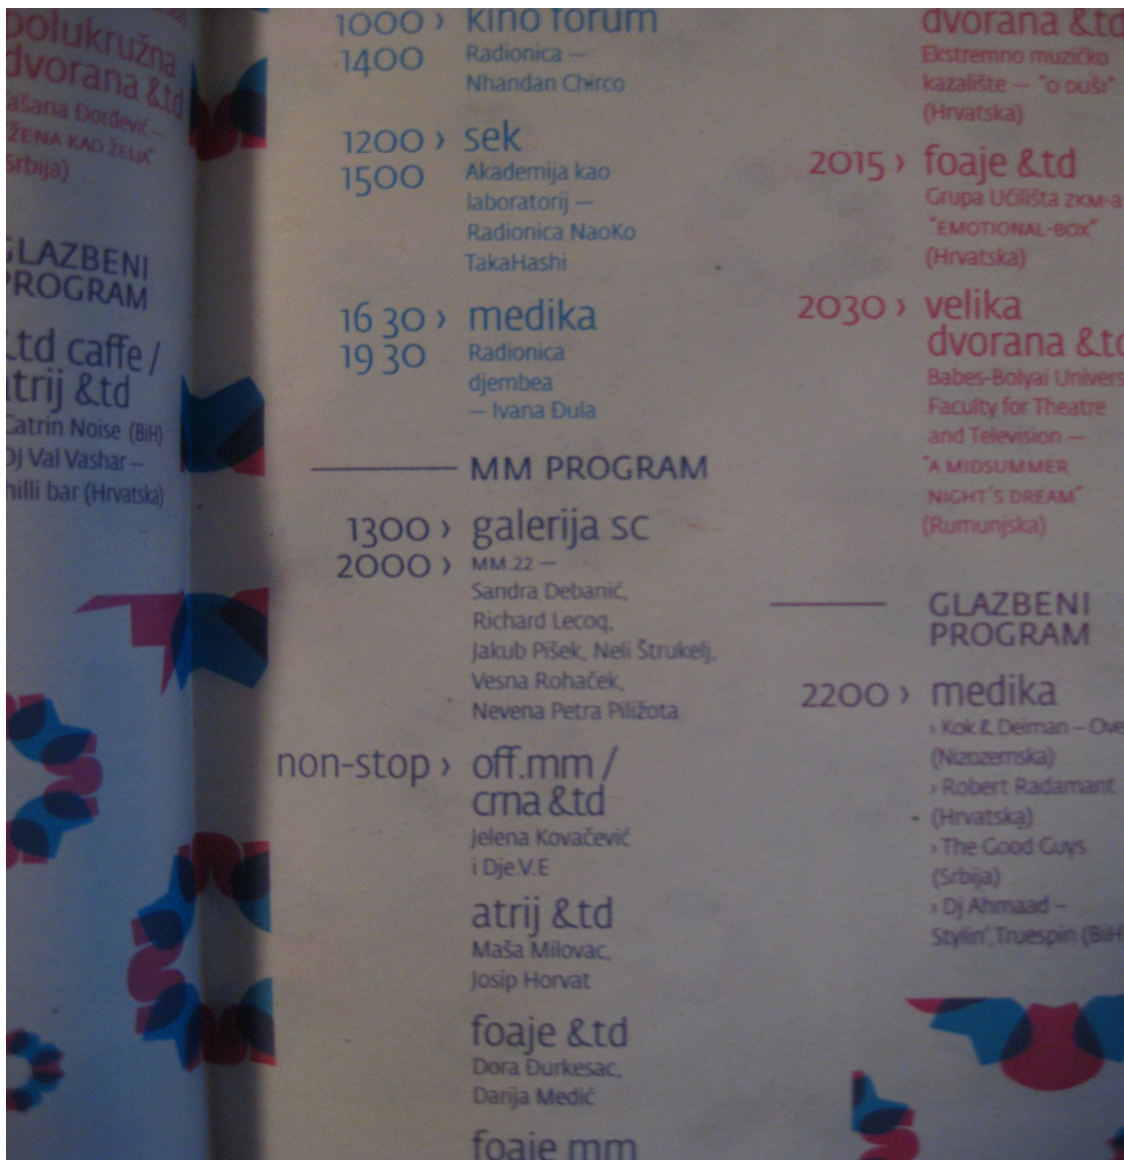 polukružna
dvorana &td
Đorđević –
"ŽENA KAO ŽELJA"
(Srbija)
GLAZBENI
PROGRAM
&td caffe /
atrij &td
Catrin Noise (BiH)
DJ Val Vashar –
hilli bar (Hrvatska)
1000 › kino forum
1400 Radionica –
Nhandan Chirco
1200 › sek
1500 Akademija kao
laboratorij –
Radionica NaoKo
TakaHashi
16 30 › medika
19 30 Radionica
djembea
– Ivana Đula
MM PROGRAM
1300 › galerija sc
2000 › MM.22 –
Sandra Debanić,
Richard Lecoq,
Jakub Pišek, Neli Štrukelj,
Vesna Rohaček,
Nevena Petra Piližota
non-stop › off.mm /
crna &td
Jelena Kovačević
i Dje.V.E
atrij &td
Maša Milovac,
Josip Horvat
foaje &td
Dora Đurkesac,
Darija Medić
foaje mm
dvorana &td
Ekstremno muzičko
kazalište – "O DUŠI"
(Hrvatska)
2015 › foaje &td
Grupa Učilišta ZKM-a
"EMOTIONAL-BOX"
(Hrvatska)
2030 › velika
dvorana &td
Babes-Bolyai Univers
Faculty for Theatre
and Television –
"A MIDSUMMER
NIGHT'S DREAM"
(Rumunjska)
GLAZBENI
PROGRAM
2200 › medika
› Kok & Deiman – Ove
(Nizozemska)
› Robert Radamant
(Hrvatska)
› The Good Guys
(Srbija)
› Dj Ahmaad –
Stylin', Truespin (BiH)